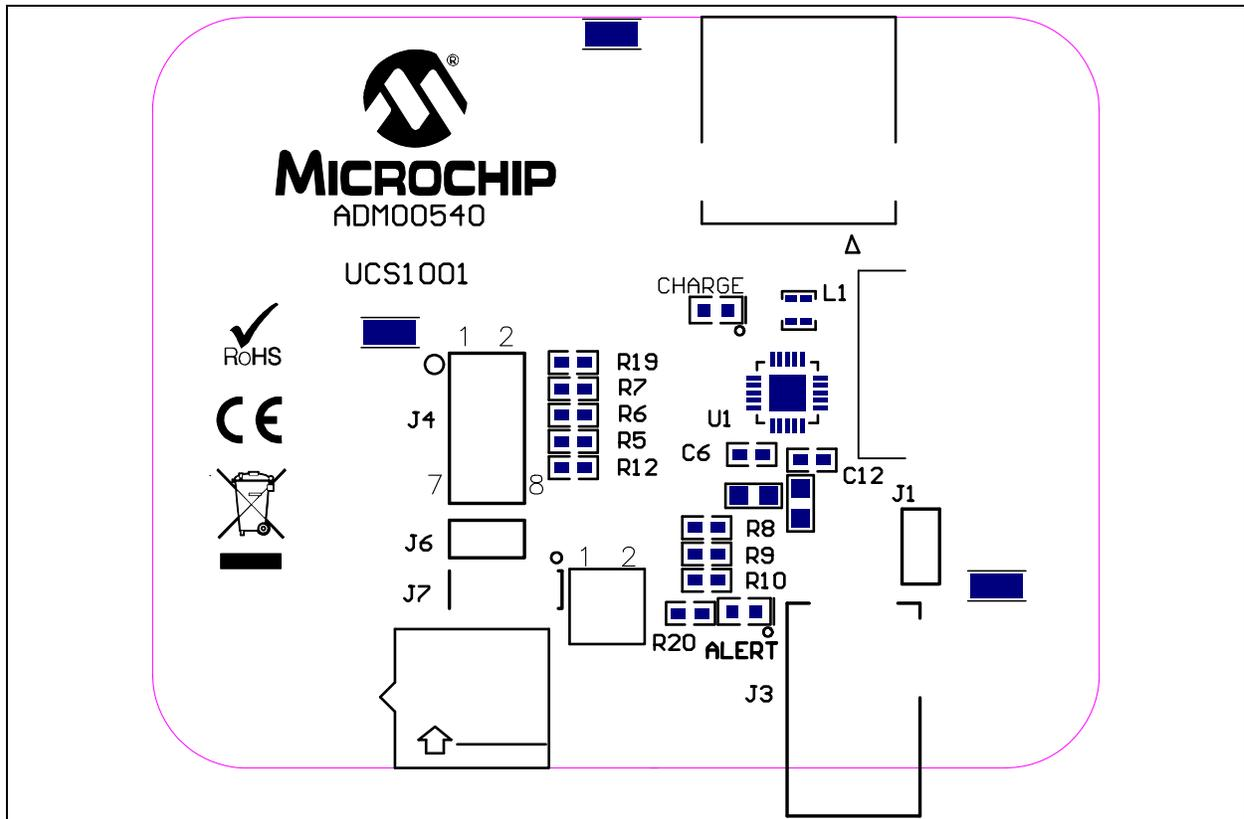 ®
MICROCHIP
ADM00540
UCS1001
CHARGE
L1
RoHS
1 2
R19
R7
J4
R6
U1
R5
C6
R12
C12
7 8
J1
R8
J6
1 2
R9
J7
R10
R20
ALERT
J3
CE